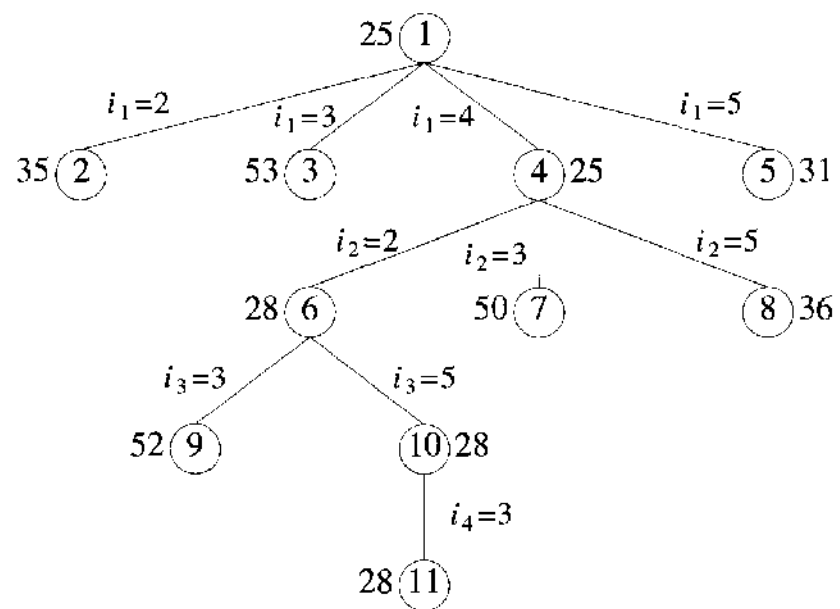 25 1
i₁=2 i₁=3 i₁=4 i₁=5
35 2 53 3 4 25 5 31
i₂=2 i₂=3 i₂=5
28 6 50 7 8 36
i₃=3 i₃=5
52 9 10 28
i₄=3
28 11